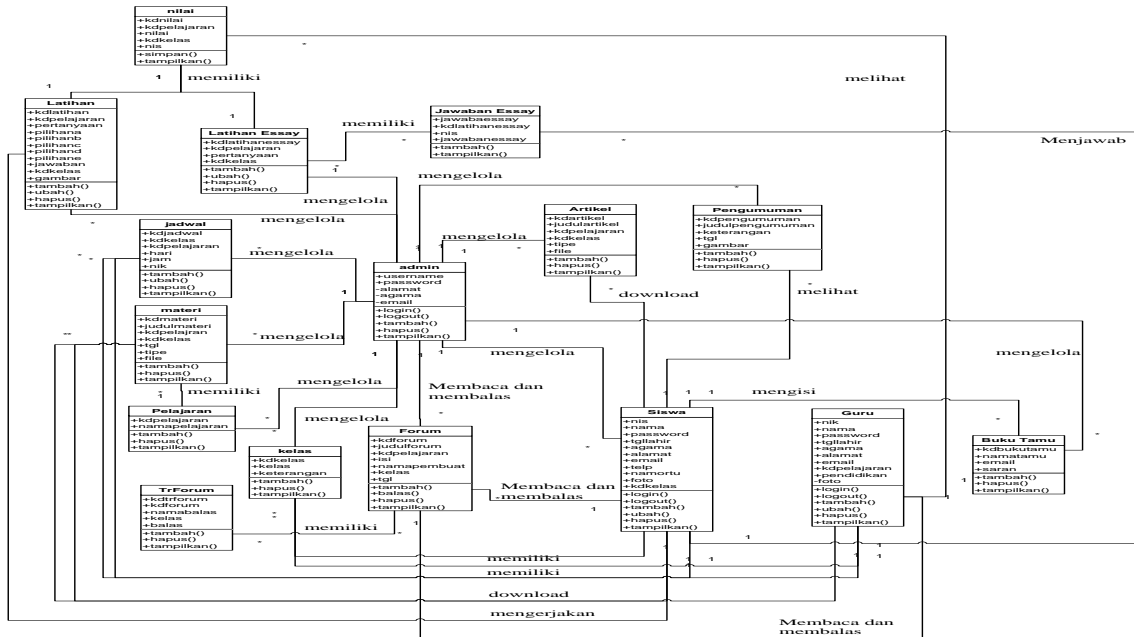 nilai
+kdnilai
+kdpelajaran
+nilai
+kdkelas
+nis
+simpan()
+tampilkan()
1
memiliki
1
1
melihat
Latihan
+kdlatihan
+kdpelajaran
+pertanyaan
+pilihana
+pilihanb
+pilihanc
+pilihand
+pilihane
+jawaban
+kdkelas
+gambar
+tambah()
+ubah()
+hapus()
+tampilkan()
Latihan Essay
+kdlatihanessay
+kdpelajaran
+pertanyaan
+kdkelas
+tambah()
+ubah()
+hapus()
+tampilkan()
memiliki
Jawaban Essay
+jawabaessay
+kdlatihanessay
+nis
+jawabanessay
+tambah()
+tampilkan()
Menjawab
1
mengelola
mengelola
mengelola
jadwal
+kdjadwal
+kdkelas
+kdpelajaran
+hari
+jam
+nik
+tambah()
+ubah()
+hapus()
+tampilkan()
mengelola
Artikel
+kdartikel
+judulartikel
+kdpelajaran
+kdkelas
+tipe
+file
+tambah()
+hapus()
+tampilkan()
mengelola
Pengumuman
+kdpengumuman
+judulpengumuman
+keterangan
+tgl
+gambar
+tambah()
+hapus()
+tampilkan()
admin
+username
+password
-alamat
-agama
-email
+login()
+logout()
+tambah()
+hapus()
+tampilkan()
download
melihat
materi
+kdmateri
+judulmateri
+kdpelajran
+kdkelas
+tgl
+tipe
+file
+tambah()
+hapus()
+tampilkan()
mengelola
1
1
mengelola
mengelola
memiliki
mengelola
Membaca dan
membalas
mengisi
Pelajaran
+kdpelajaran
+namapelajaran
+tambah()
+hapus()
+tampilkan()
mengelola
kelas
+kdkelas
+kelas
+keterangan
+tambah()
+hapus()
+tampilkan()
Forum
+kdforum
+judulforum
+kdpelajaran
+isi
+namapembuat
+kelas
+tgl
+tambah()
+balas()
+hapus()
+tampilkan()
Membaca dan
membalas
Siswa
+nis
+nama
+password
+tgllahir
+agama
+alamat
+email
+telp
+namaortu
+foto
+kdkelas
+login()
+logout()
+tambah()
+ubah()
+hapus()
+tampilkan()
Guru
+nik
+nama
+password
+tgllahir
+agama
+alamat
+email
+kdpelajaran
+pendidikan
-foto
+login()
+logout()
+tambah()
+ubah()
+hapus()
+tampilkan()
Buku Tamu
+kdbukutamu
+namatamu
+email
+saran
+tambah()
+hapus()
+tampilkan()
TrForum
+kdtrforum
+kdforum
+namabalas
+kelas
+balas
+tambah()
+hapus()
+tampilkan()
memiliki
memiliki
memiliki
download
mengerjakan
Membaca dan
membalas